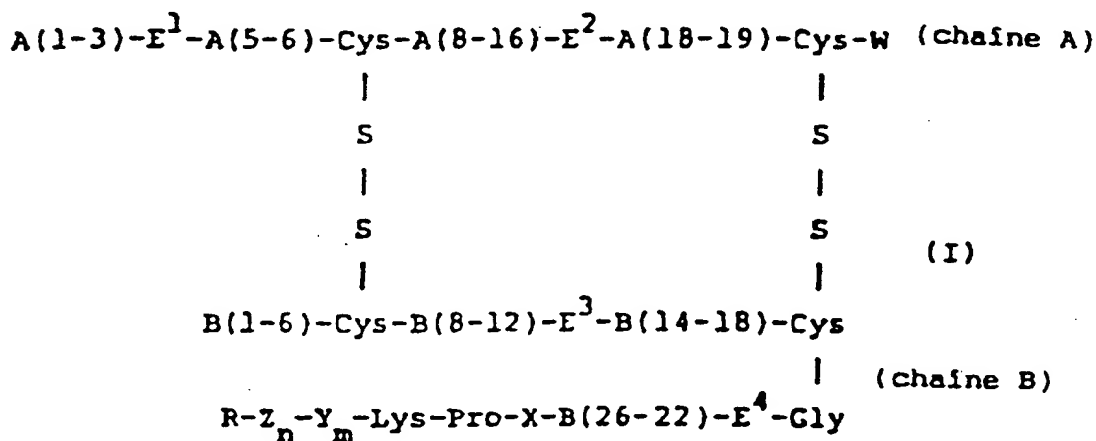 A(1-3)-E¹-A(5-6)-Cys-A(8-16)-E²-A(18-19)-Cys-W (chaîne A)
| |
S S
| |
S S
(I)
| |
B(1-6)-Cys-B(8-12)-E³-B(14-18)-Cys
| (chaîne B)
R-Zₙ-Yₘ-Lys-Pro-X-B(26-22)-E⁴-Gly